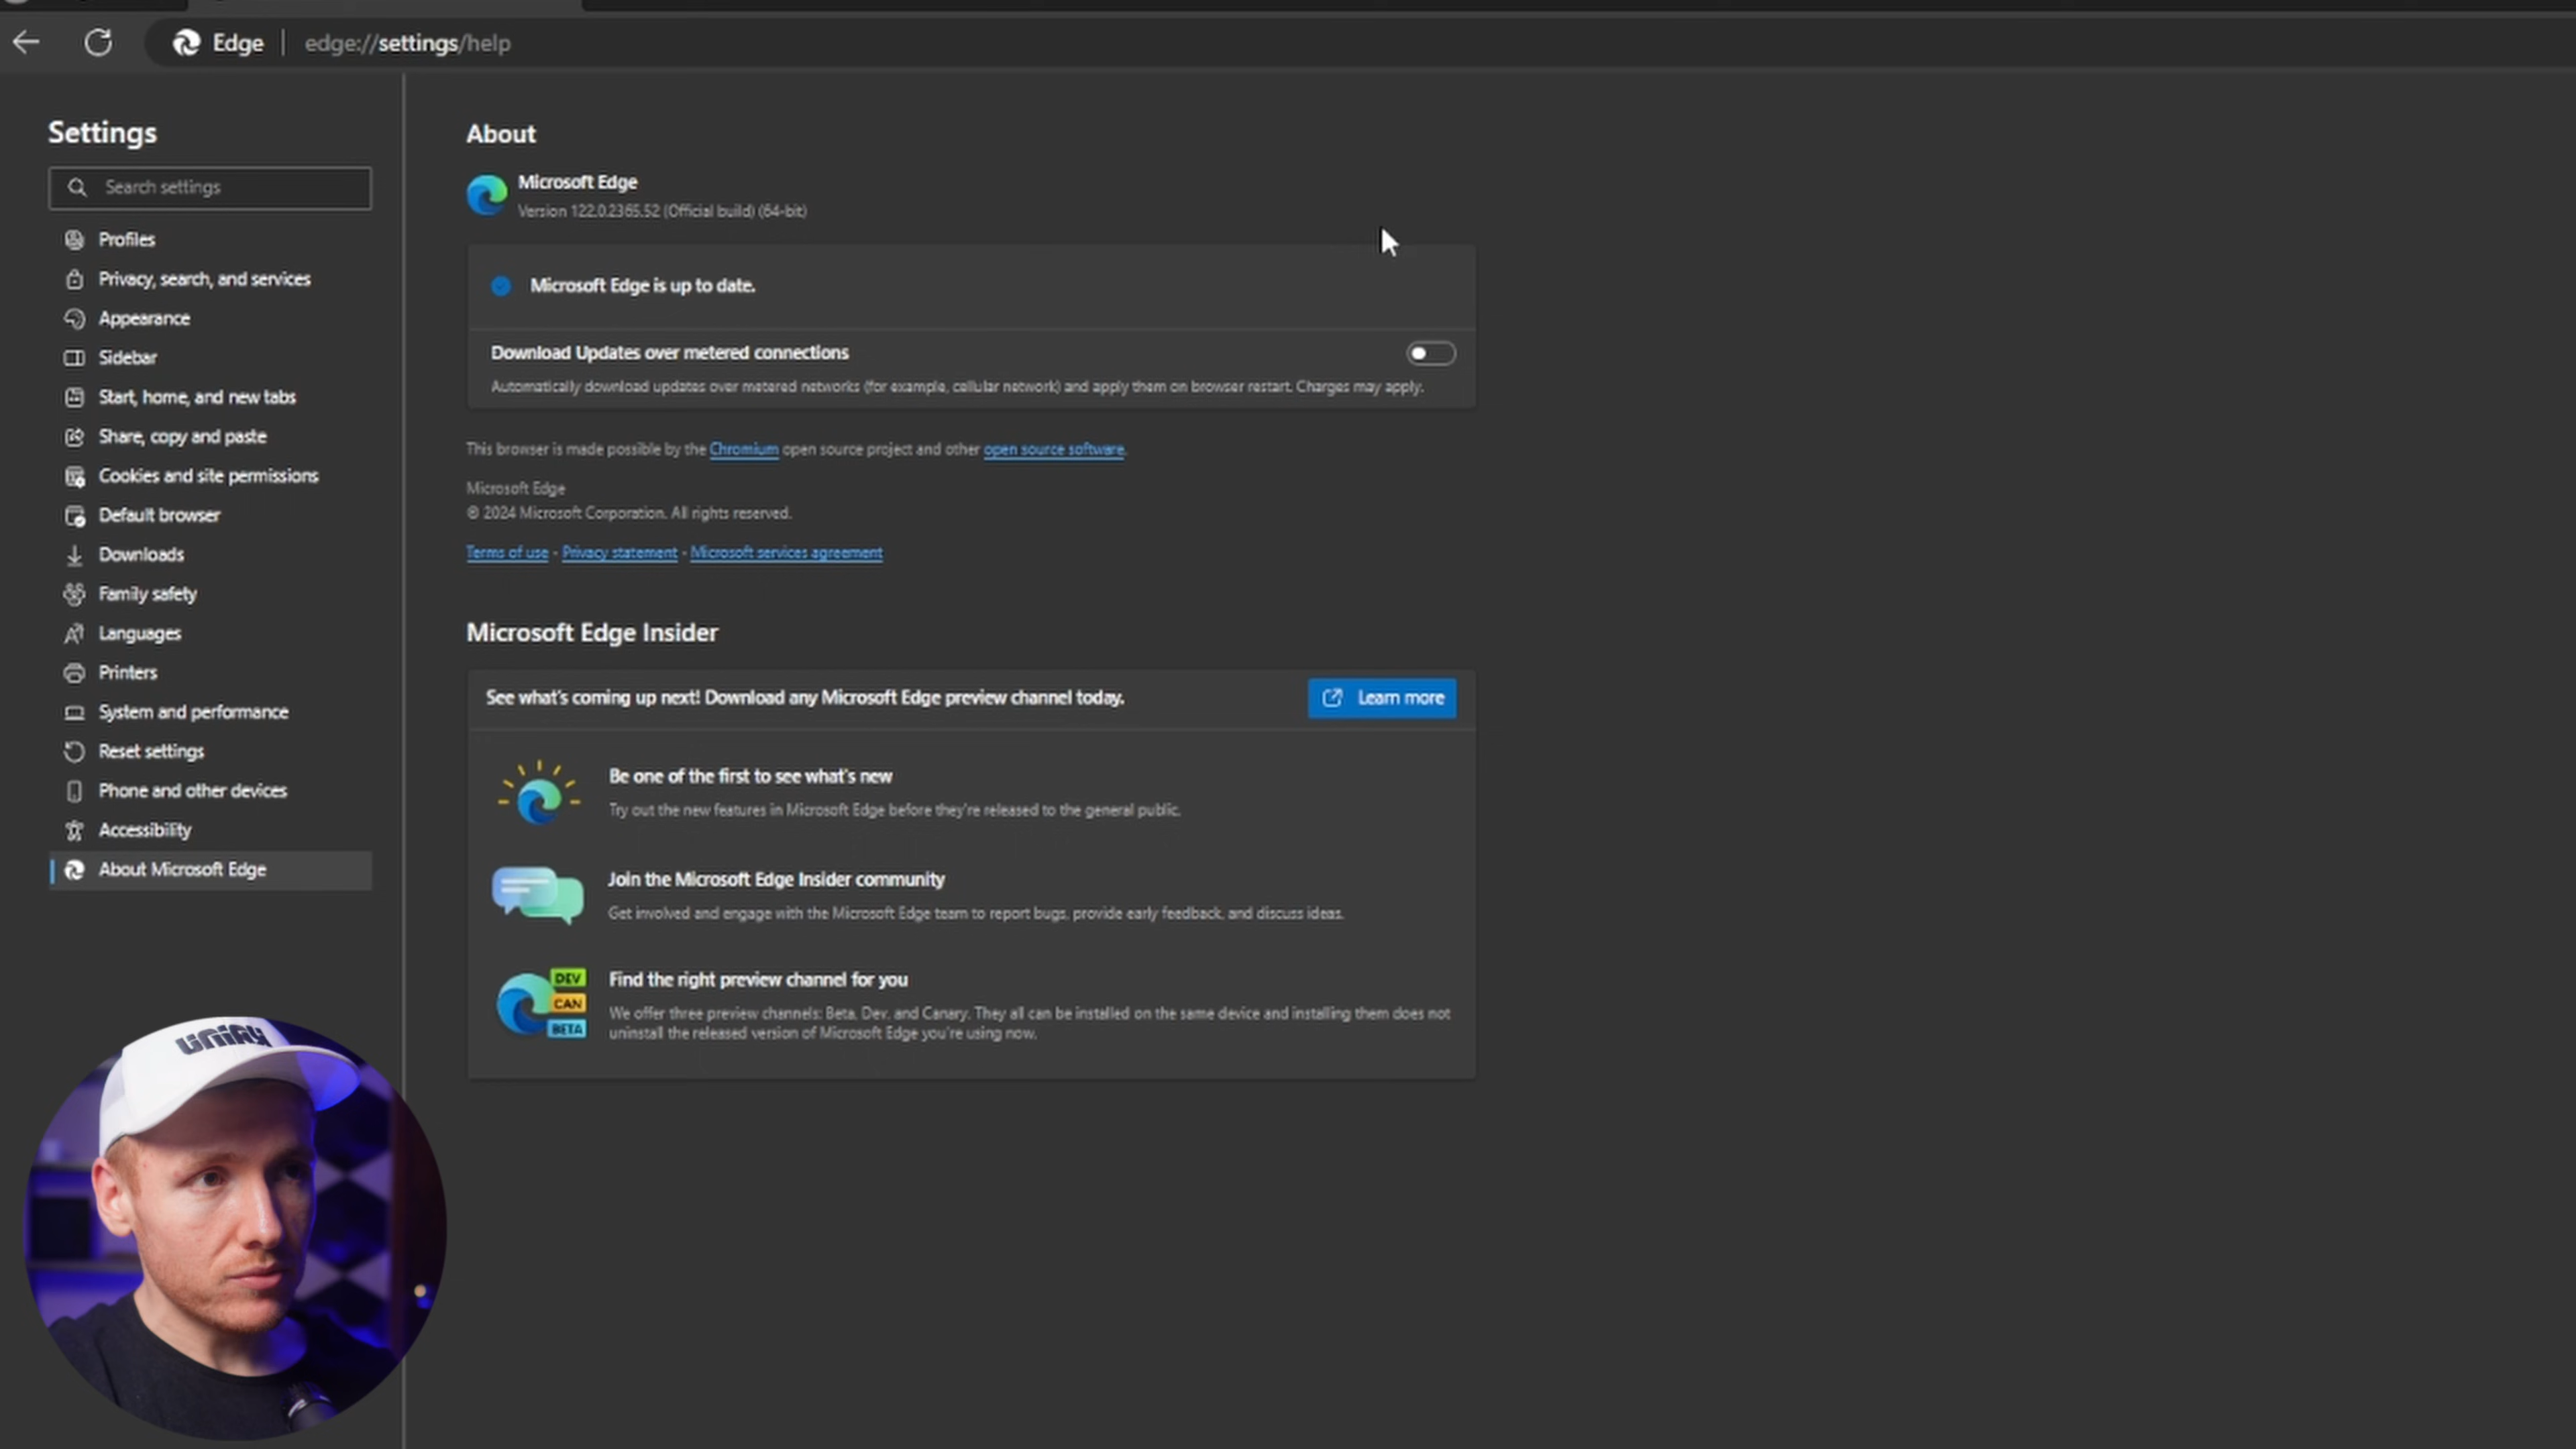 Edge
edge://settings/help
Settings
Search settings
Profiles
Privacy, search, and services
Appearance
Sidebar
Start, home, and new tabs
Share, copy and paste
Cookies and site permissions
Default browser
Downloads
Family safety
Languages
Printers
System and performance
Reset settings
Phone and other devices
Accessibility
About Microsoft Edge
About
Microsoft Edge
Version 122.0.2365.52 (Official build) (64-bit)
Microsoft Edge is up to date.
Download Updates over metered connections
Automatically download updates over metered networks (for example, cellular network) and apply them on browser restart. Charges may apply.
This browser is made possible by the Chromium open source project and other open source software.
Microsoft Edge
© 2024 Microsoft Corporation. All rights reserved.
Terms of use - Privacy statement - Microsoft services agreement
Microsoft Edge Insider
See what's coming up next! Download any Microsoft Edge preview channel today.
Learn more
Be one of the first to see what's new
Try out the new features in Microsoft Edge before they're released to the general public.
Join the Microsoft Edge Insider community
Get involved and engage with the Microsoft Edge team to report bugs, provide early feedback, and discuss ideas.
DEV
CAN
BETA
Find the right preview channel for you
We offer three preview channels: Beta, Dev, and Canary. They all can be installed on the same device and installing them does not
uninstall the released version of Microsoft Edge you're using now.
unify